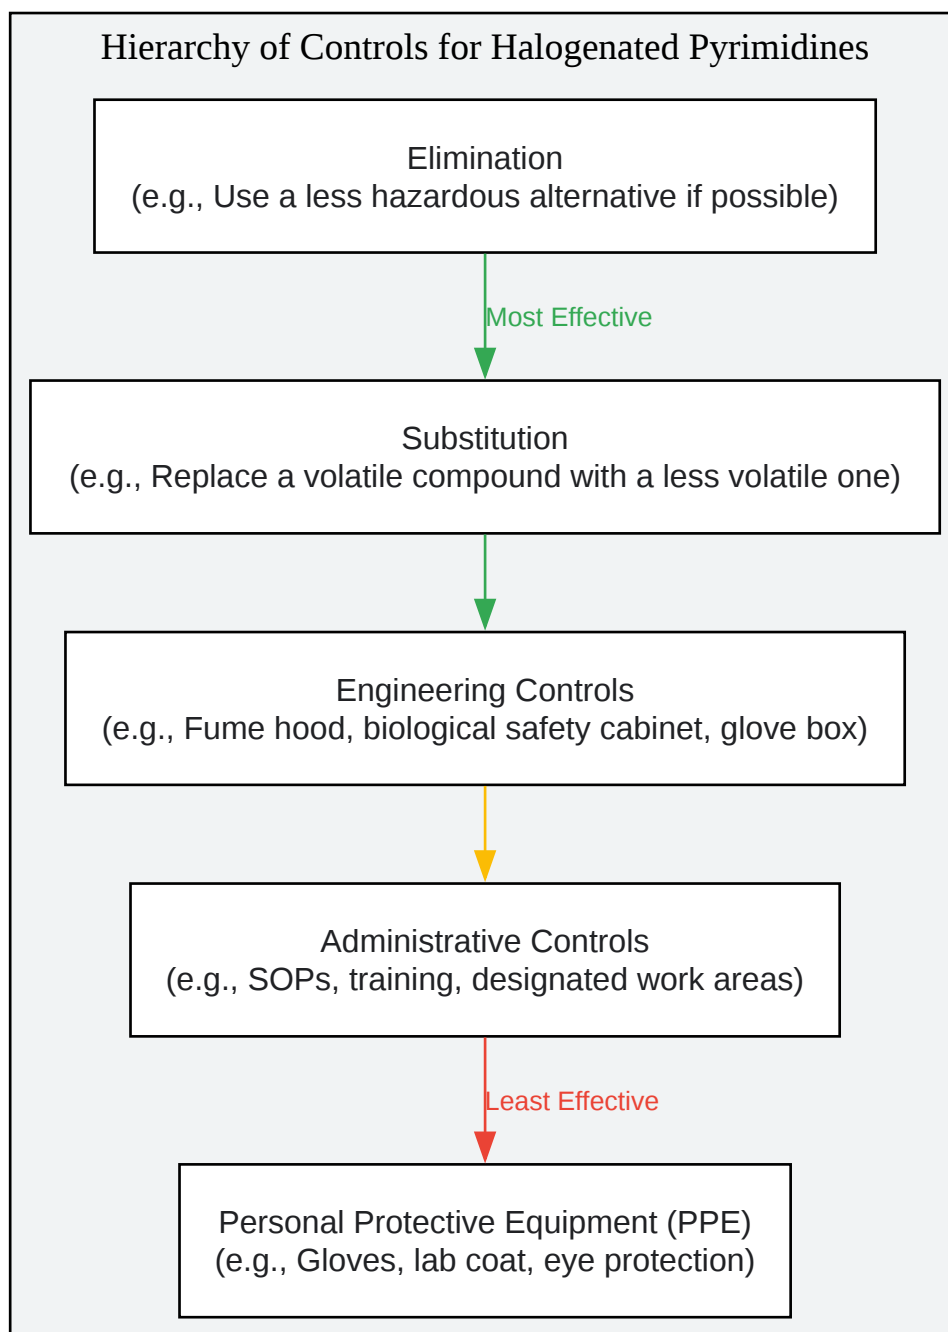 Hierarchy of Controls for Halogenated Pyrimidines
Elimination
(e.g., Use a less hazardous alternative if possible)
Most Effective
Substitution
(e.g., Replace a volatile compound with a less volatile one)
Engineering Controls
(e.g., Fume hood, biological safety cabinet, glove box)
Administrative Controls
(e.g., SOPs, training, designated work areas)
Least Effective
Personal Protective Equipment (PPE)
(e.g., Gloves, lab coat, eye protection)